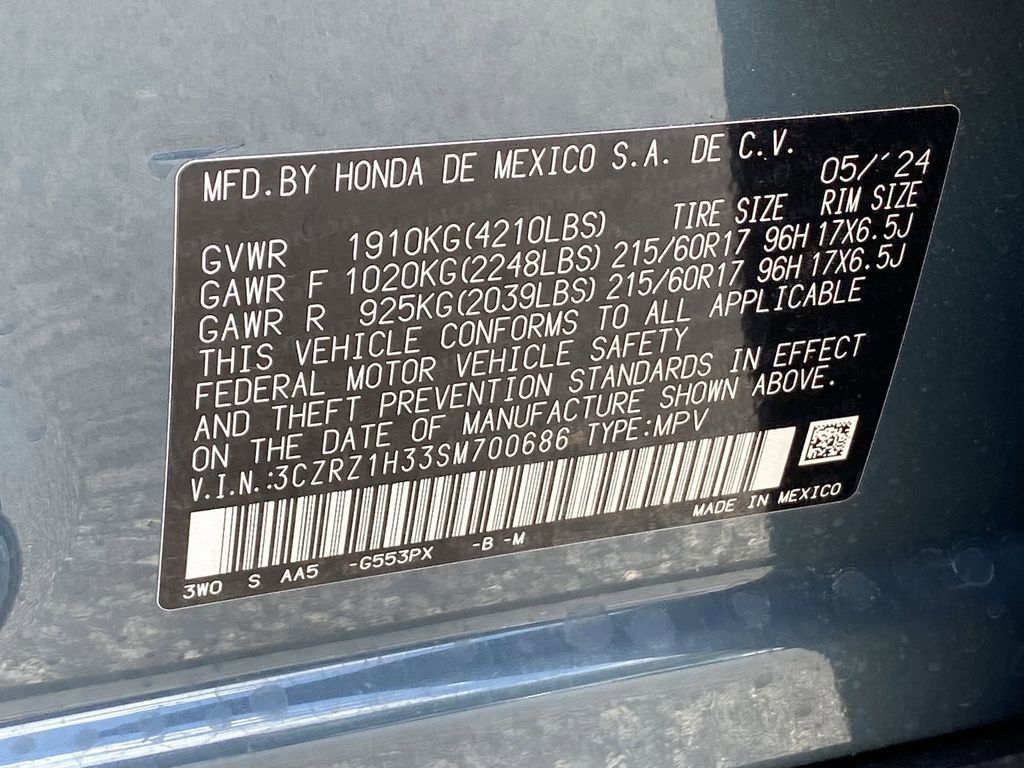 MFD.BY HONDA DE MEXICO S.A. DE C.V. 05/'24
TIRE SIZE RIM SIZE
GVWR 1910KG(4210LBS)
GAWR F 1020KG(2248LBS) 215/60R17 96H 17X6.5J
GAWR R 925KG(2039LBS) 215/60R17 96H 17X6.5J
THIS VEHICLE CONFORMS TO ALL APPLICABLE
FEDERAL MOTOR VEHICLE SAFETY
AND THEFT PREVENTION STANDARDS IN EFFECT
ON THE DATE OF MANUFACTURE SHOWN ABOVE.
V.I.N.:3CZRZ1H33SM700686 TYPE:MPV
MADE IN MEXICO
3W0 S AA5 -G553PX -B -M